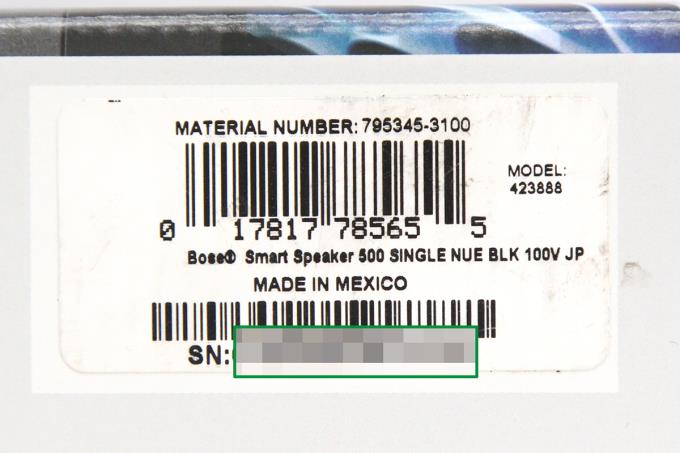 MATERIAL NUMBER: 795345-3100
MODEL:
423888
0 17817 78565 5
Bose® Smart Speaker 500 SINGLE NUE BLK 100V JP
MADE IN MEXICO
SN: